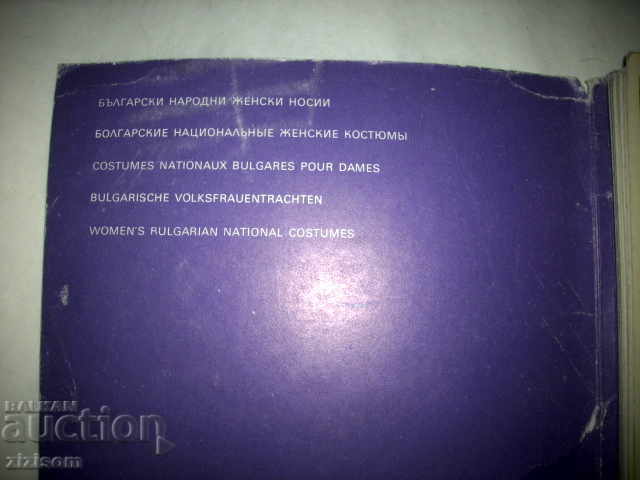 БЪЛГАРСКИ НАРОДНИ ЖЕНСКИ НОСИИ
БОЛГАРСКИЕ НАЦИОНАЛЬНЫЕ ЖЕНСКИЕ КОСТЮМЫ
COSTUMES NATIONAUX BULGARES POUR DAMES
BULGARISCHE VOLKSFRAUENTRACHTEN
WOMEN'S RULGARIAN NATIONAL COSTUMES
BALKAN
auction
zizisom